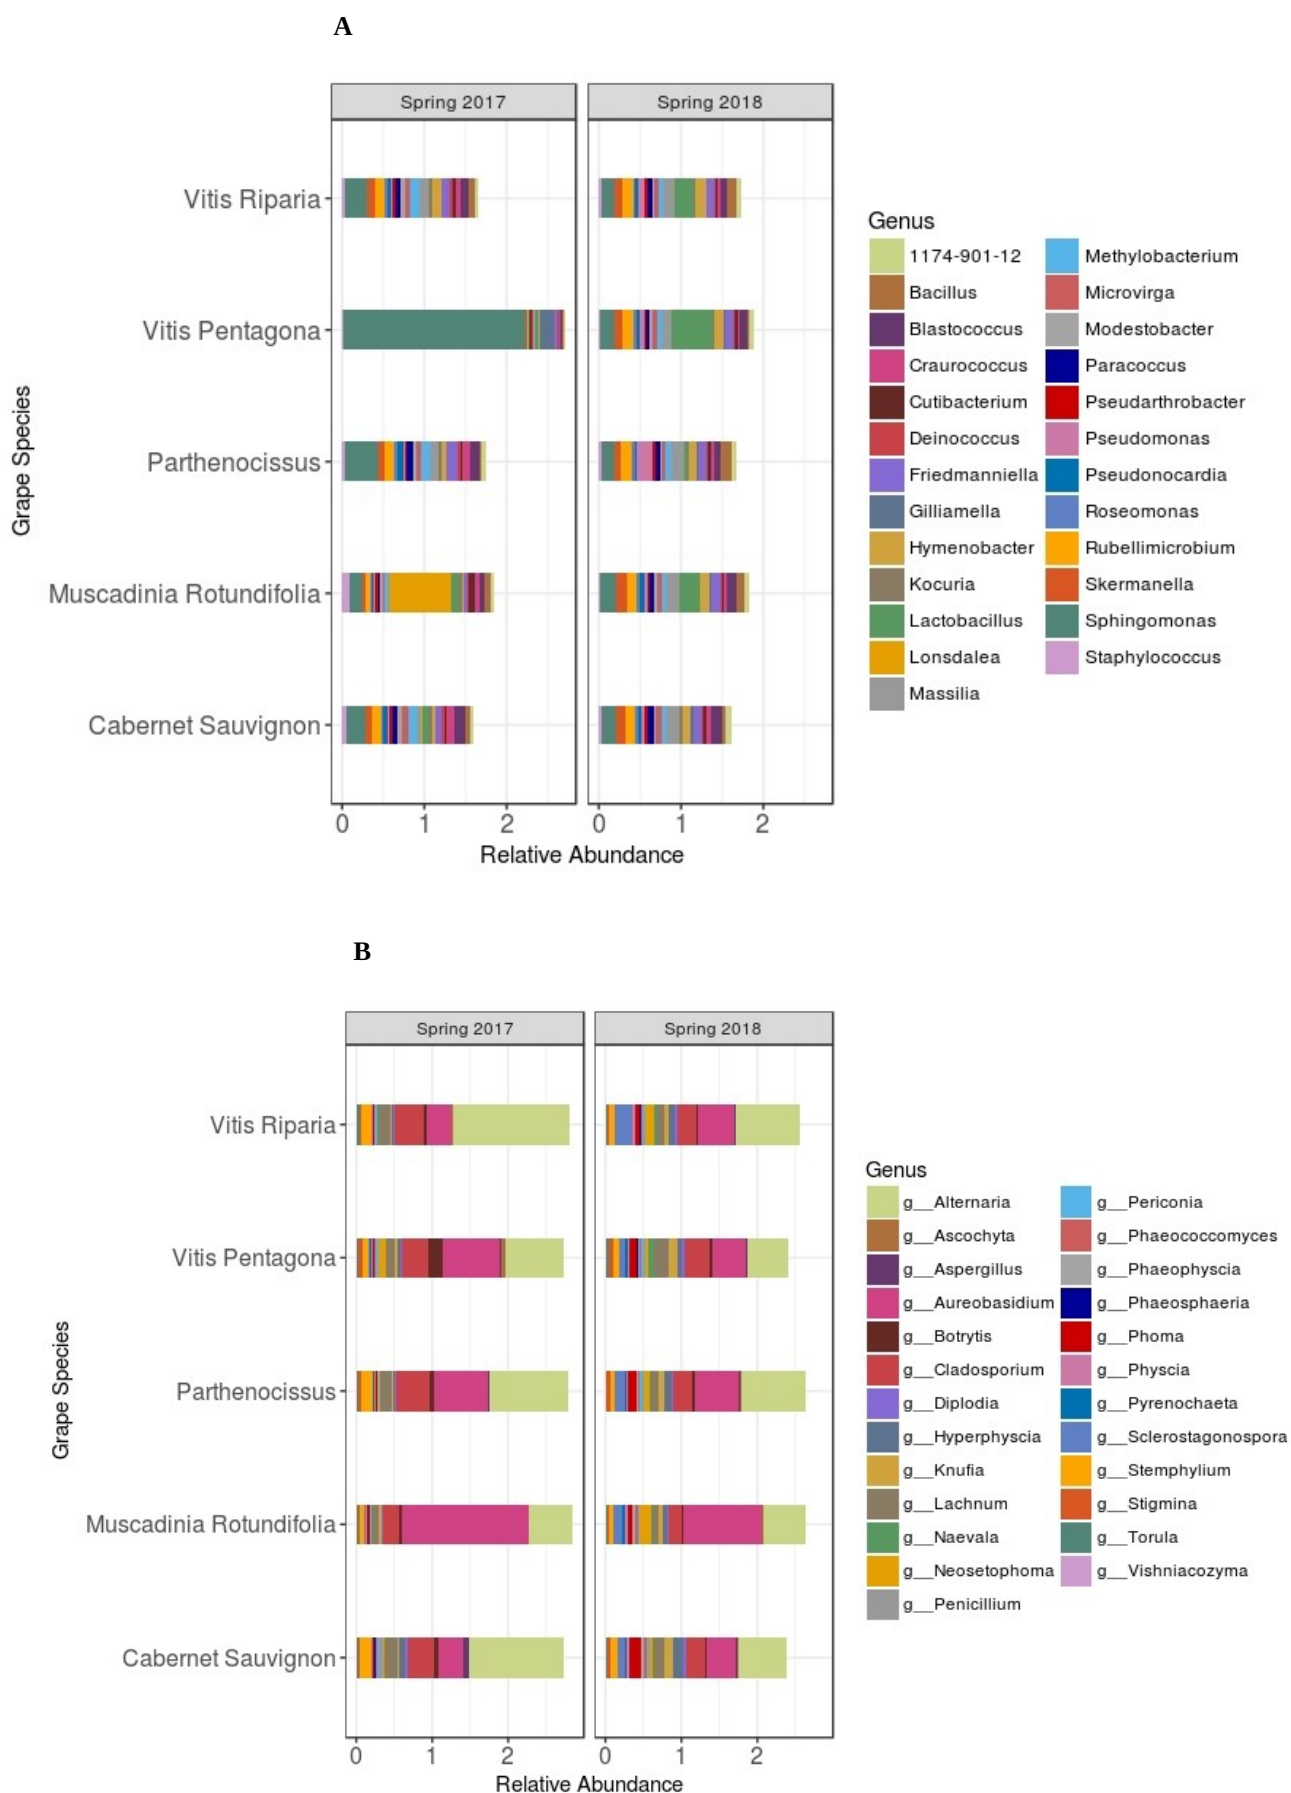 A
Spring 2017
Spring 2018
Vitis Riparia
Vitis Pentagona
Parthenocissus
Muscadinia Rotundifolia
Cabernet Sauvignon
Grape Species
0 1 2
0 1 2
Relative Abundance
Genus
1174-901-12
Bacillus
Blastococcus
Craurococcus
Cutibacterium
Deinococcus
Friedmanniella
Gilliamella
Hymenobacter
Kocuria
Lactobacillus
Lonsdalea
Massilia
Methylobacterium
Microvirga
Modestobacter
Paracoccus
Pseudarthrobacter
Pseudomonas
Pseudonocardia
Roseomonas
Rubellimicrobium
Skermanella
Sphingomonas
Staphylococcus
B
Spring 2017
Spring 2018
Vitis Riparia
Vitis Pentagona
Parthenocissus
Muscadinia Rotundifolia
Cabernet Sauvignon
Grape Species
0 1 2
0 1 2
Relative Abundance
Genus
g__Alternaria
g__Ascochyta
g__Aspergillus
g__Aureobasidium
g__Botrytis
g__Cladosporium
g__Diplodia
g__Hyperphyscia
g__Knufia
g__Lachnum
g__Naevala
g__Neosetophoma
g__Penicillium
g__Periconia
g__Phaeococcomyces
g__Phaeophyscia
g__Phaeosphaeria
g__Phoma
g__Physcia
g__Pyrenochaeta
g__Sclerostagonospora
g__Stemphylium
g__Stigmina
g__Torula
g__Vishniacozyma